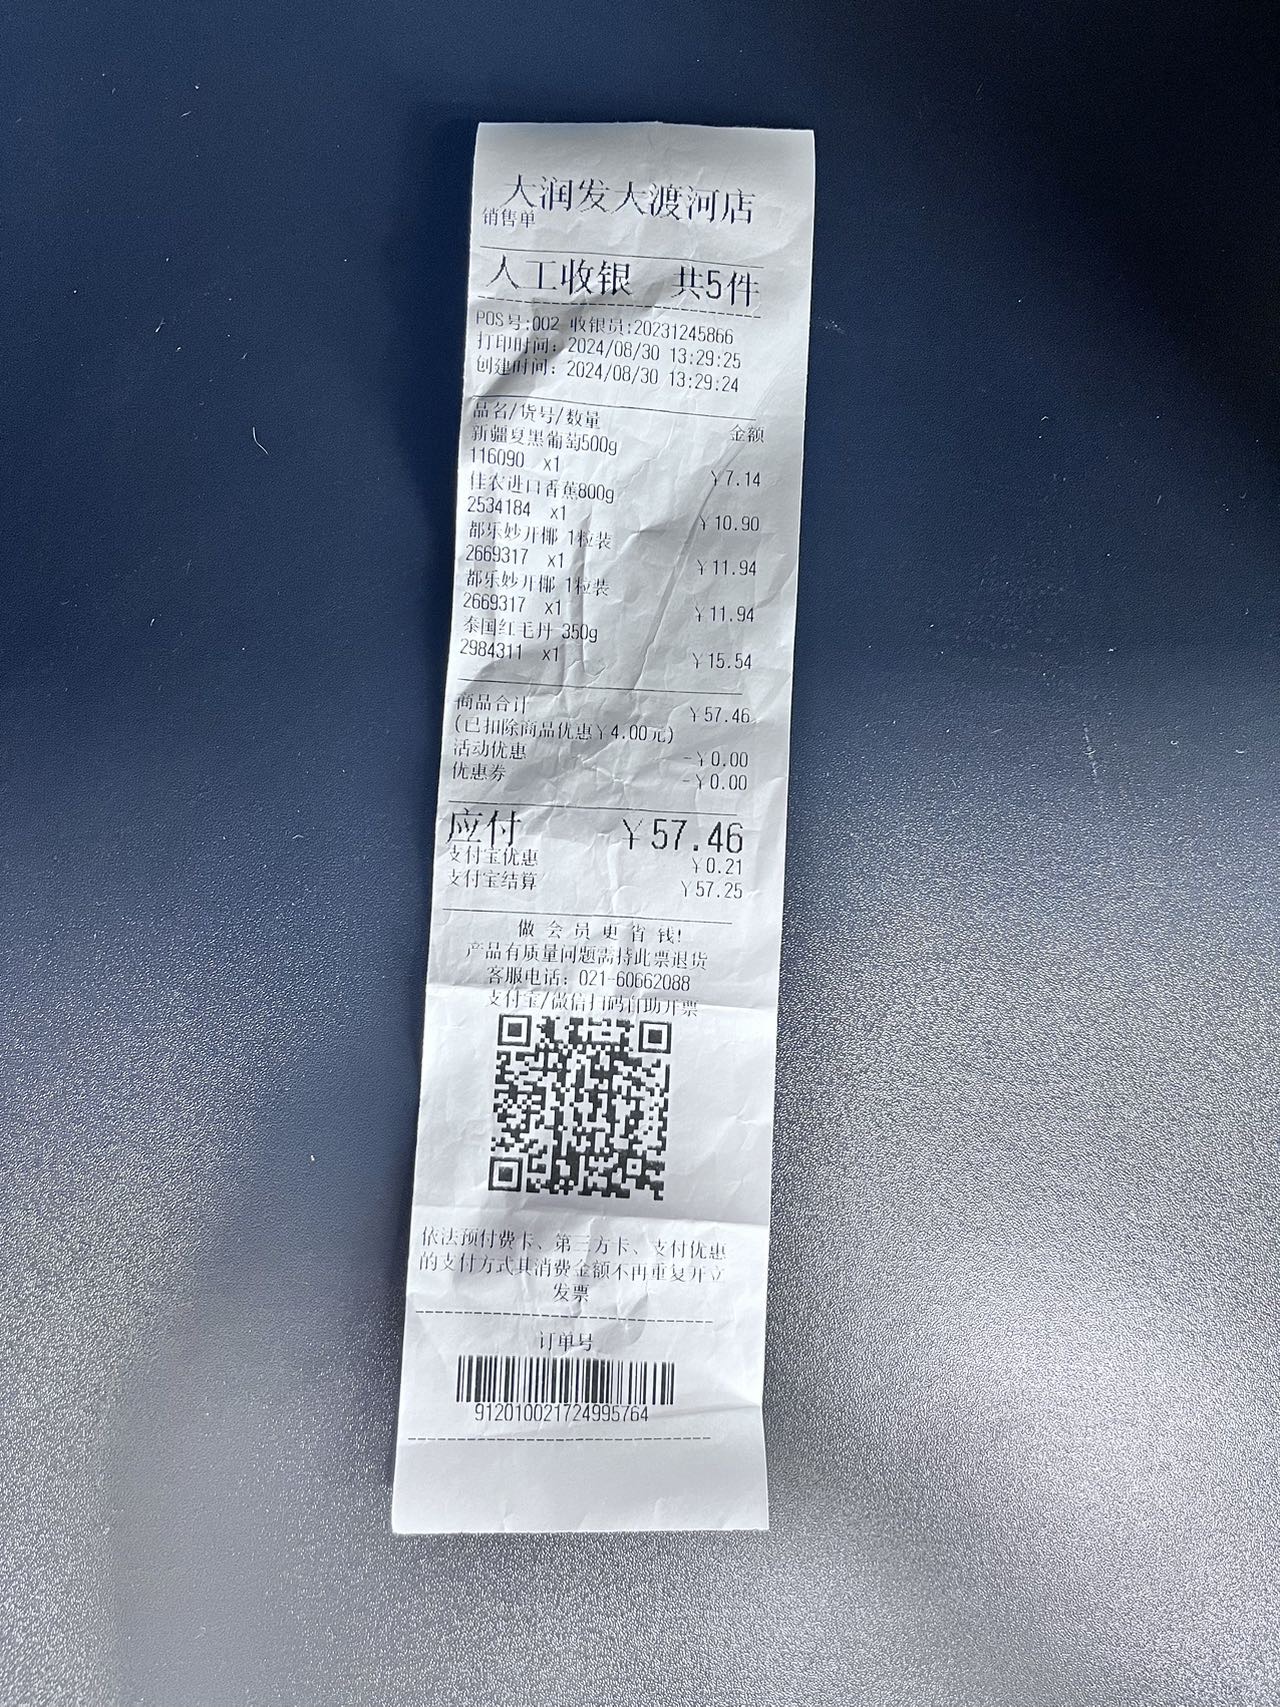 大润发大渡河店
销售单
人工收银 共5件
POS号:002 收银员:20231245866
打印时间: 2024/08/30 13:29:25
创建时间: 2024/08/30 13:29:24
品名/货号/数量 金额
新疆夏黑葡萄500g
116090 x1 ¥7.14
佳农进口香蕉800g
2534184 x1 ¥10.90
都乐妙开椰 1粒装
2669317 x1 ¥11.94
都乐妙开椰 1粒装
2669317 x1 ¥11.94
泰国红毛丹 350g
2984311 x1 ¥15.54
商品合计 ¥57.46
(已扣除商品优惠¥4.00元)
活动优惠 -¥0.00
优惠券 -¥0.00
应付 ¥57.46
支付宝优惠 ¥0.21
支付宝结算 ¥57.25
做 会 员 更 省 钱!
产品有质量问题需持此票退货
客服电话: 021-60662088
支付宝/微信扫码自助开票
依法预付费卡、第三方卡、支付优惠
的支付方式其消费金额不再重复开立
发票
订单号
912010021724995764